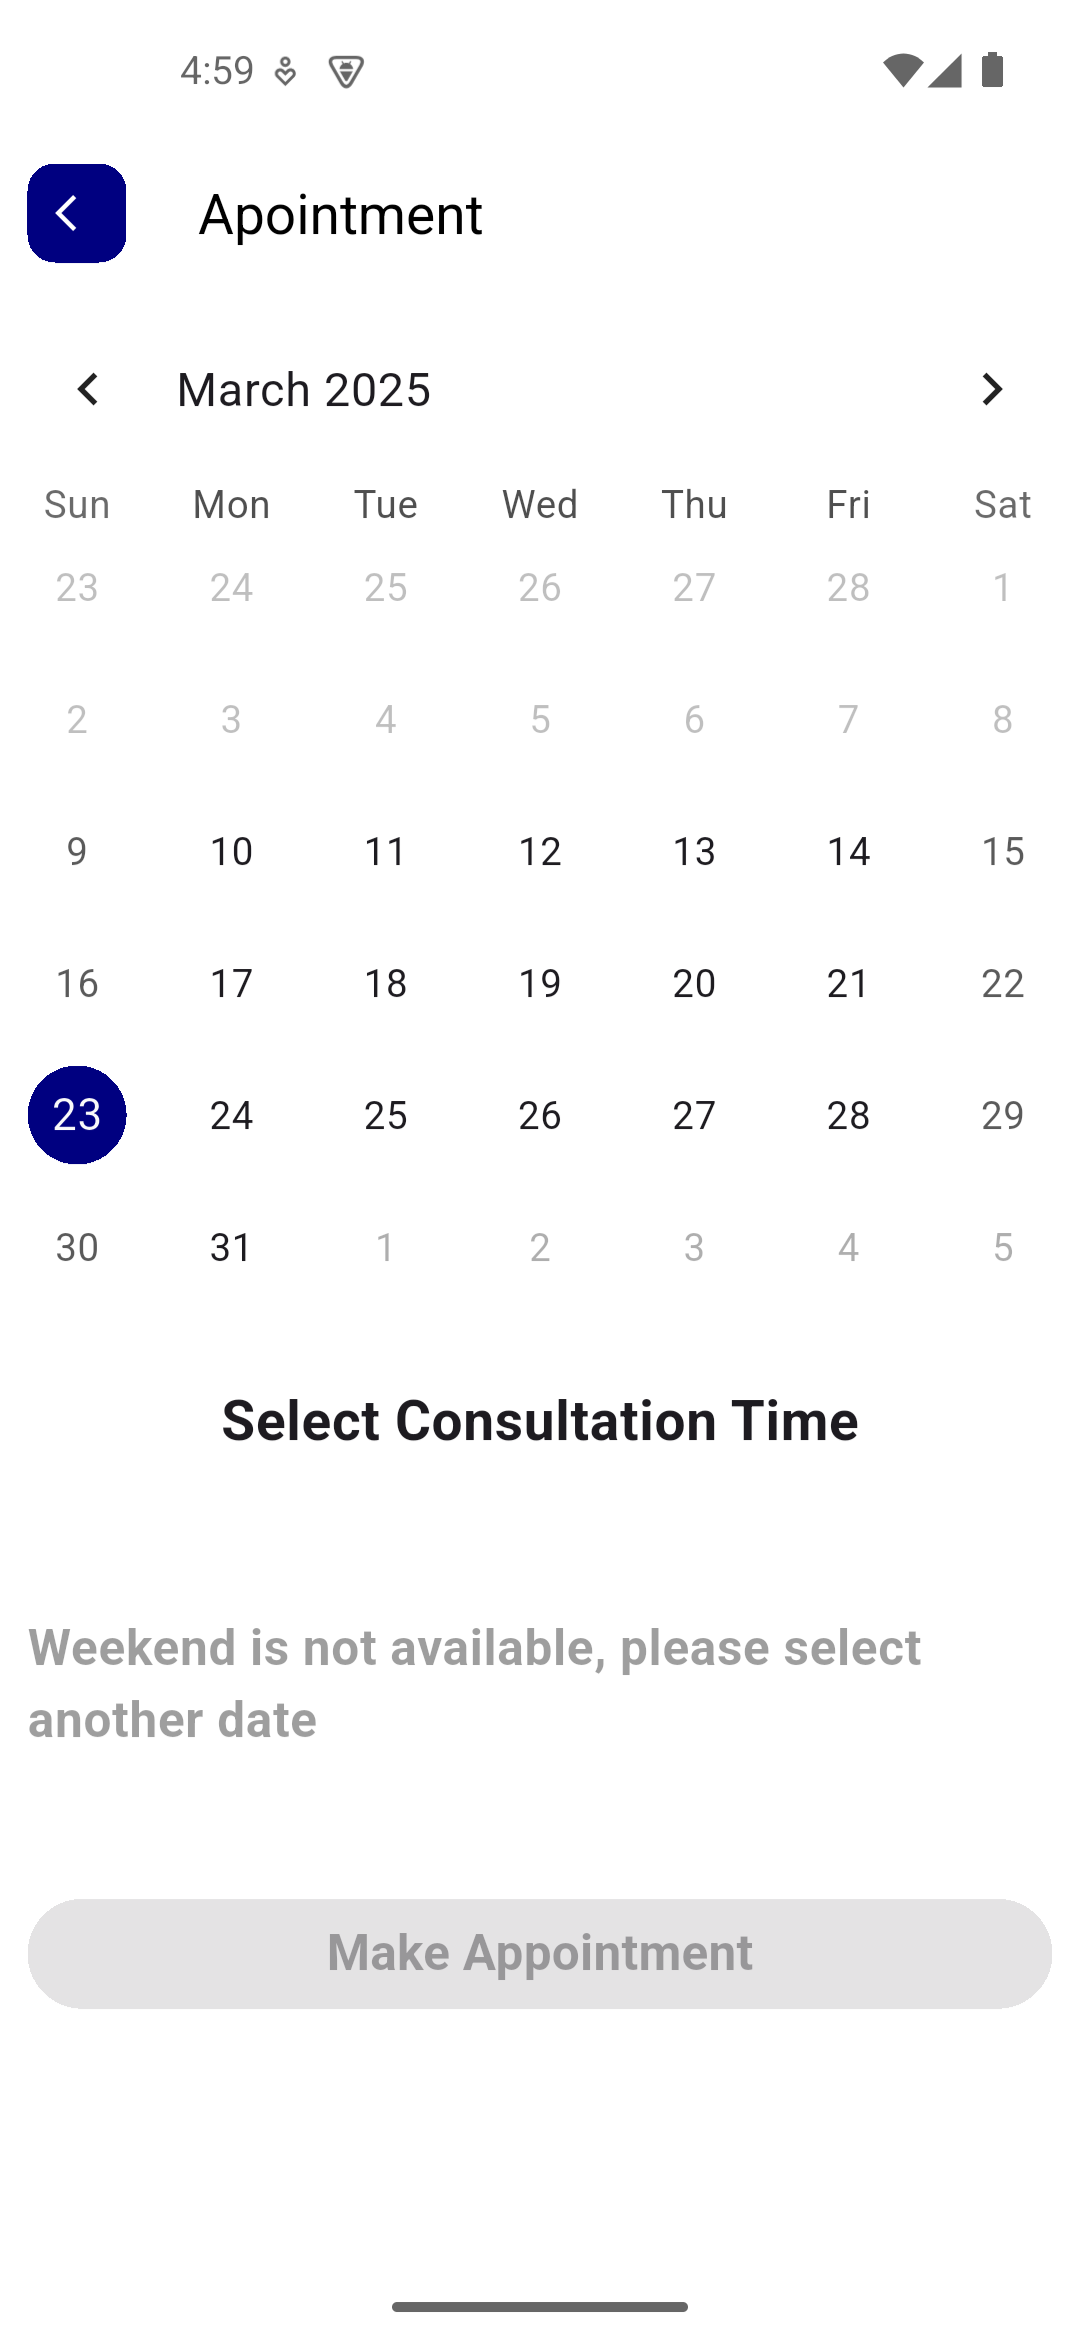 4:59
Apointment
March 2025
Sun Mon Tue Wed Thu Fri Sat
23 24 25 26 27 28 1
2 3 4 5 6 7 8
9 10 11 12 13 14 15
16 17 18 19 20 21 22
23 24 25 26 27 28 29
30 31 1 2 3 4 5
Select Consultation Time
Weekend is not available, please select
another date
Make Appointment